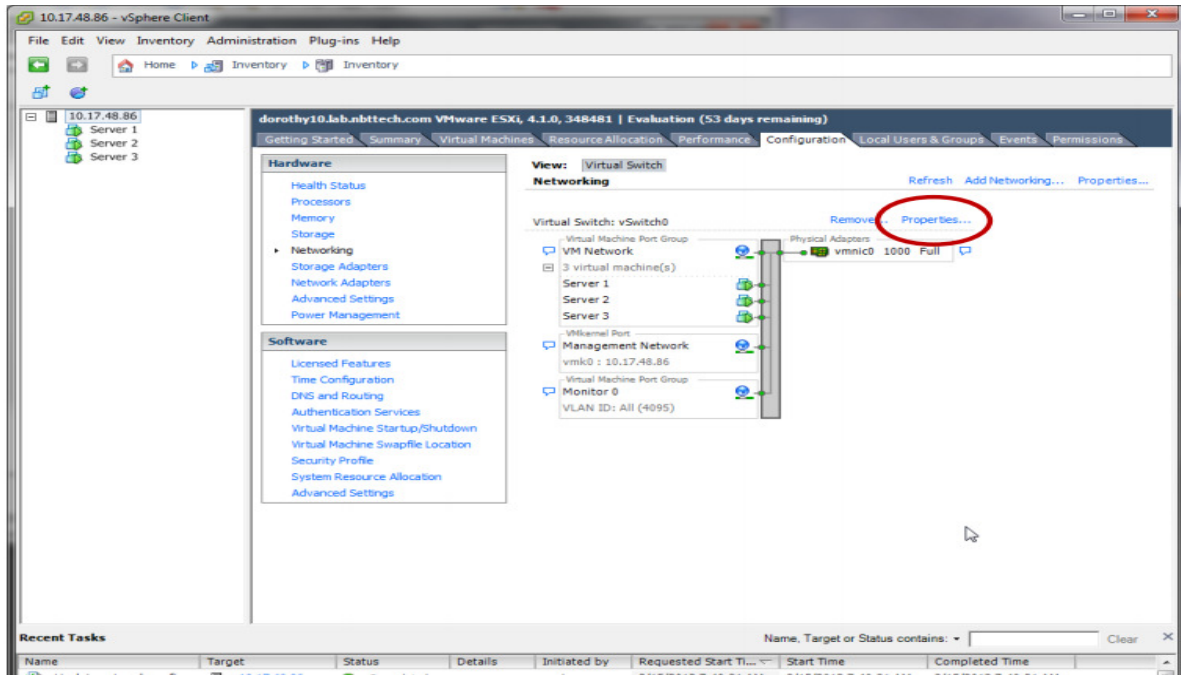 10.17.48.86 - vSphere Client
File Edit View Inventory Administration Plug-ins Help
Home Inventory Inventory
10.17.48.86
Server 1
Server 2
Server 3
dorothy10.lab.nbttech.com VMware ESXi, 4.1.0, 348481 | Evaluation (53 days remaining)
Getting Started Summary Virtual Machines Resource Allocation Performance Configuration Local Users & Groups Events Permissions
Hardware
Health Status
Processors
Memory
Storage
Networking
Storage Adapters
Network Adapters
Advanced Settings
Power Management
Software
Licensed Features
Time Configuration
DNS and Routing
Authentication Services
Virtual Machine Startup/Shutdown
Virtual Machine Swapfile Location
Security Profile
System Resource Allocation
Advanced Settings
View: Virtual Switch
Networking
Refresh Add Networking... Properties...
Virtual Switch: vSwitch0
Remove... Properties...
Virtual Machine Port Group
VM Network
3 virtual machine(s)
Server 1
Server 2
Server 3
Physical Adapters
vmnic0 1000 Full
VMkernel Port
Management Network
vmk0 : 10.17.48.86
Virtual Machine Port Group
Monitor 0
VLAN ID: All (4095)
Recent Tasks
Name, Target or Status contains:
Clear
Name Target Status Details Initiated by Requested Start Ti... Start Time Completed Time